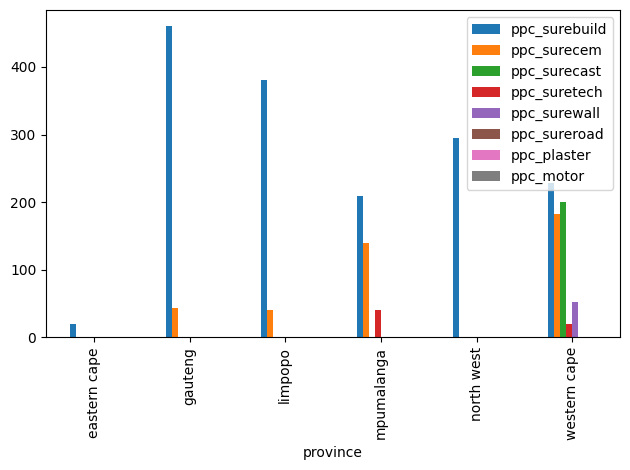 ppc_surebuild
ppc_surecem
ppc_surecast
ppc_suretech
ppc_surewall
ppc_sureroad
ppc_plaster
ppc_motor
400
300
200
100
0
eastern cape
gauteng
limpopo
mpumalanga
north west
western cape
province